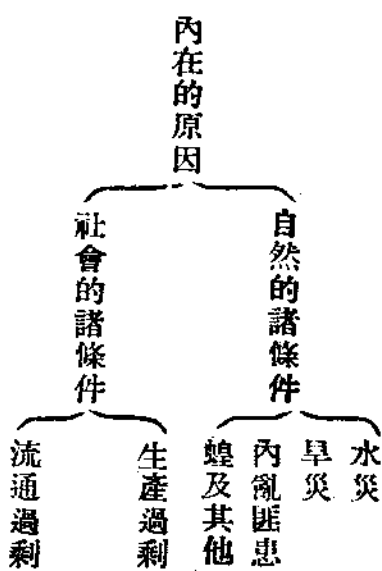 內在的原因
自然的諸條件
水災
旱災
內亂匪患
蝗及其他
社會的諸條件
生產過剩
流通過剩